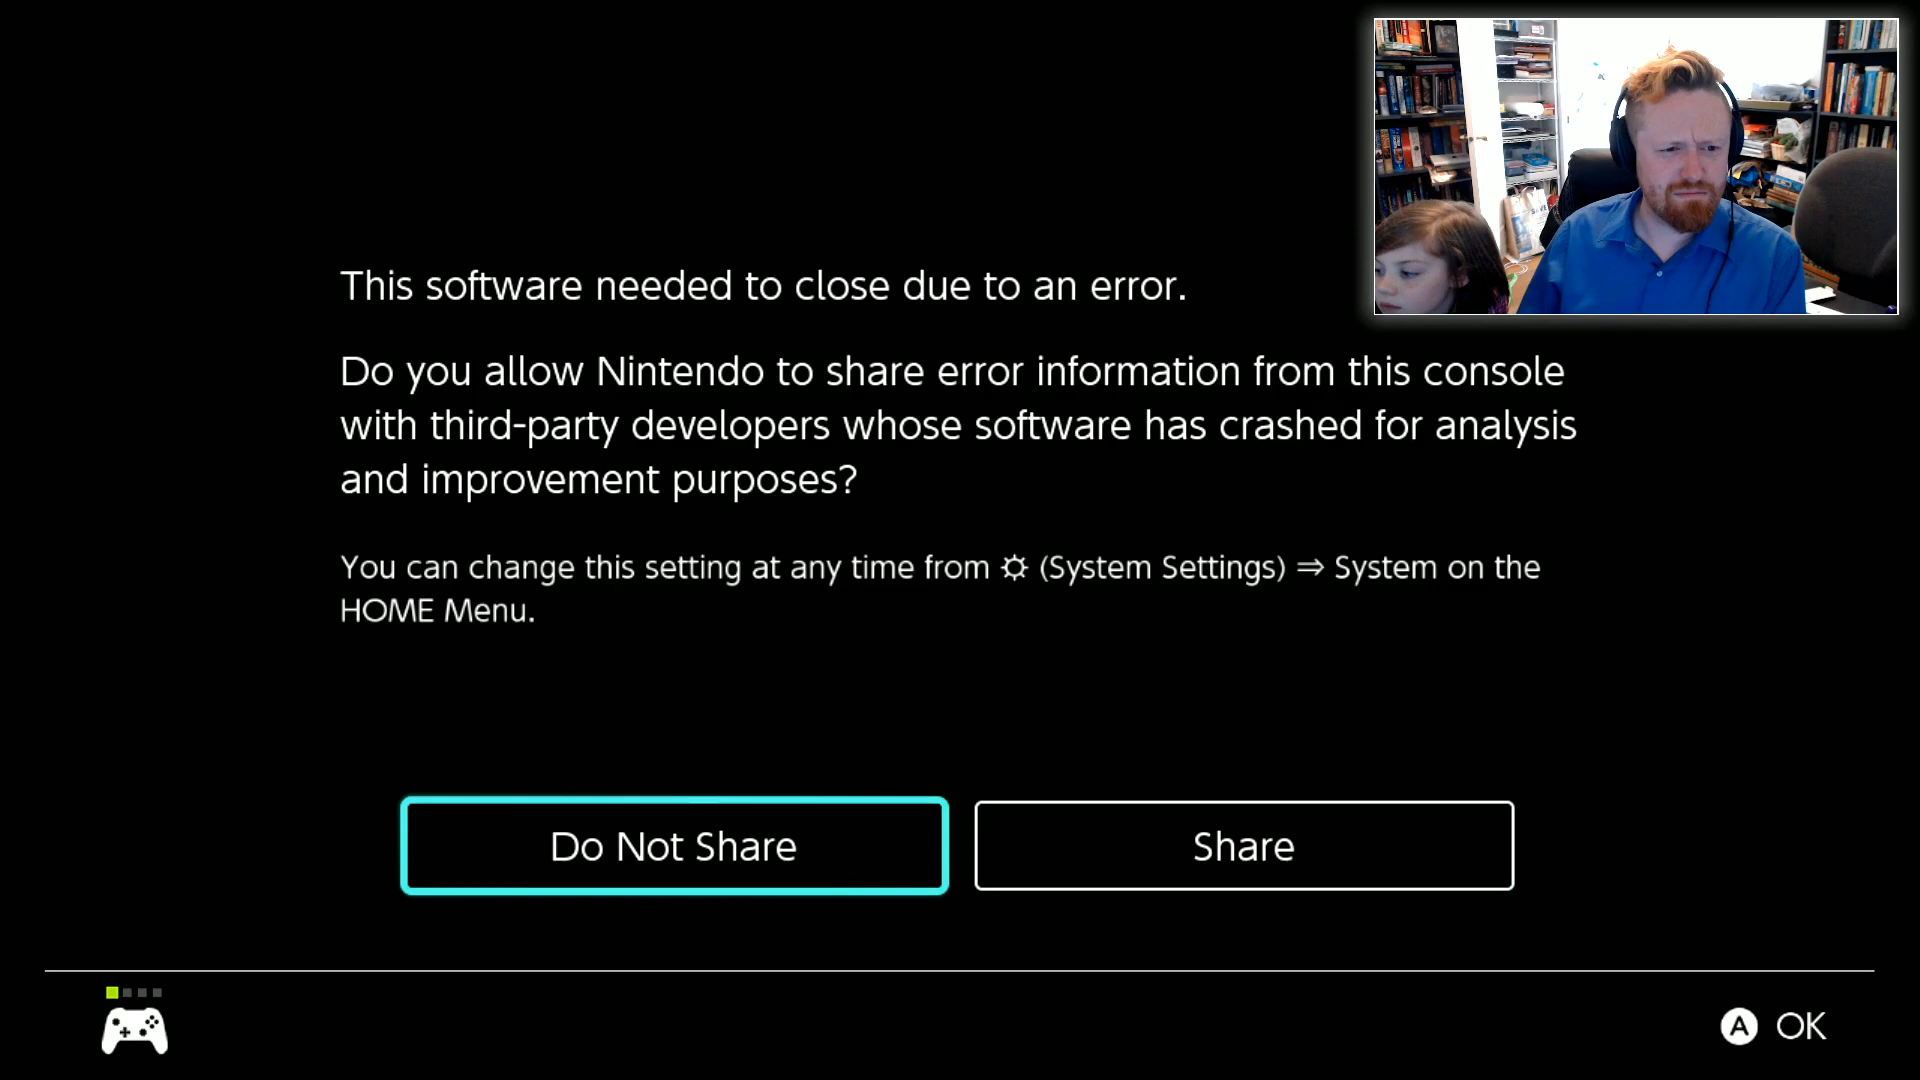 This software needed to close due to an error.
Do you allow Nintendo to share error information from this console
with third-party developers whose software has crashed for analysis
and improvement purposes?
You can change this setting at any time from (System Settings) ⇒ System on the
HOME Menu.
Do Not Share
Share
A OK